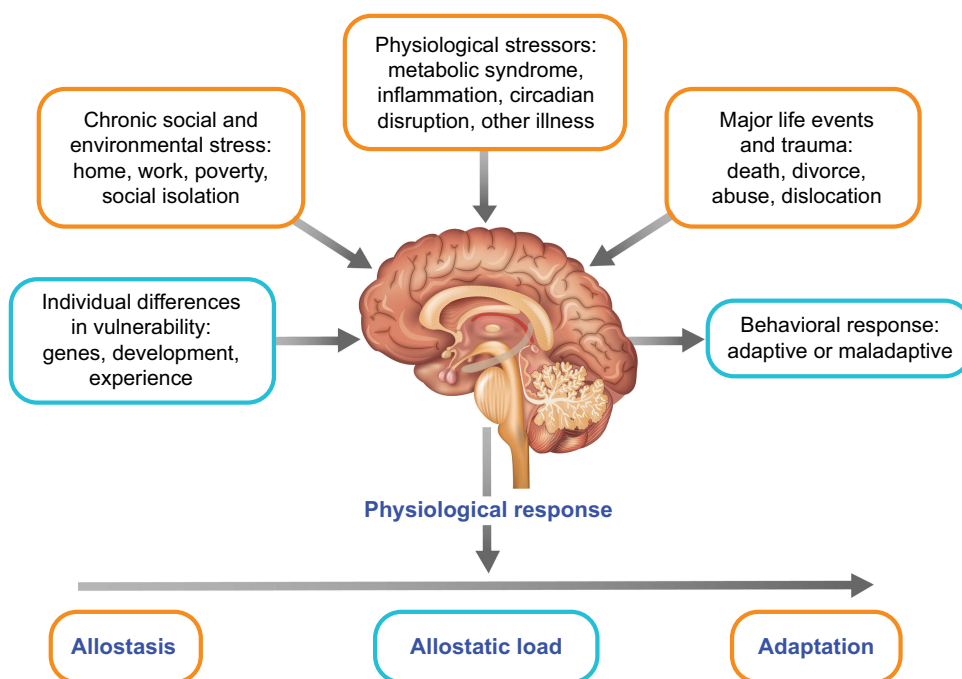 Physiological stressors:
metabolic syndrome,
inflammation, circadian
disruption, other illness
Chronic social and
environmental stress:
home, work, poverty,
social isolation
Major life events
and trauma:
death, divorce,
abuse, dislocation
Individual differences
in vulnerability:
genes, development,
experience
Behavioral response:
adaptive or maladaptive
Physiological response
Allostasis
Allostatic load
Adaptation